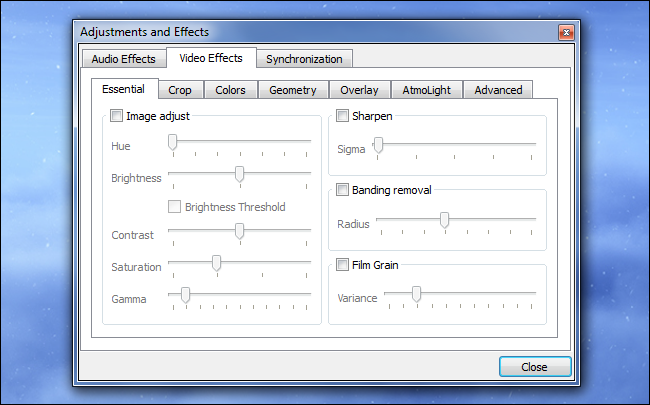 Adjustments and Effects
Audio Effects Video Effects Synchronization
Essential Crop Colors Geometry Overlay AtmoLight Advanced
Image adjust
Hue
Brightness
Brightness Threshold
Contrast
Saturation
Gamma
Sharpen
Sigma
Banding removal
Radius
Film Grain
Variance
Close